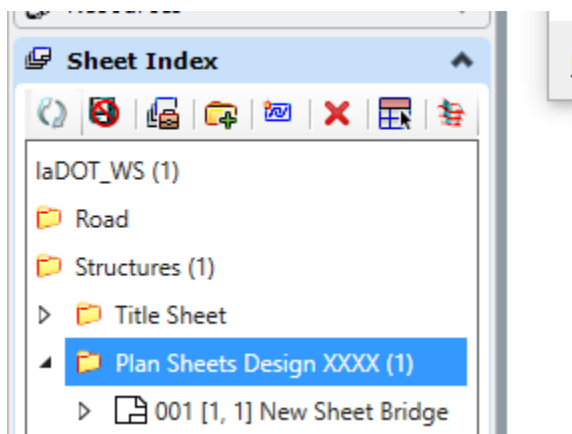 Sheet Index
IaDOT_WS (1)
Road
Structures (1)
Title Sheet
Plan Sheets Design XXXX (1)
001 [1, 1] New Sheet Bridge